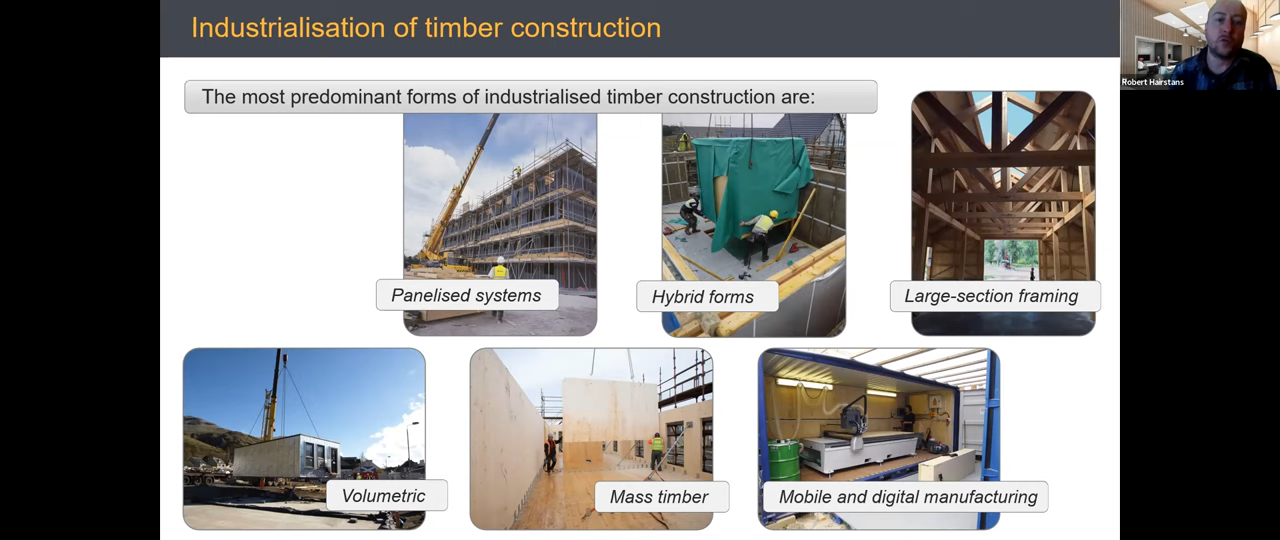 Industrialisation of timber construction
Robert Hairstans
The most predominant forms of industrialised timber construction are:
Panelised systems
Hybrid forms
Large-section framing
Volumetric
Mass timber
Mobile and digital manufacturing